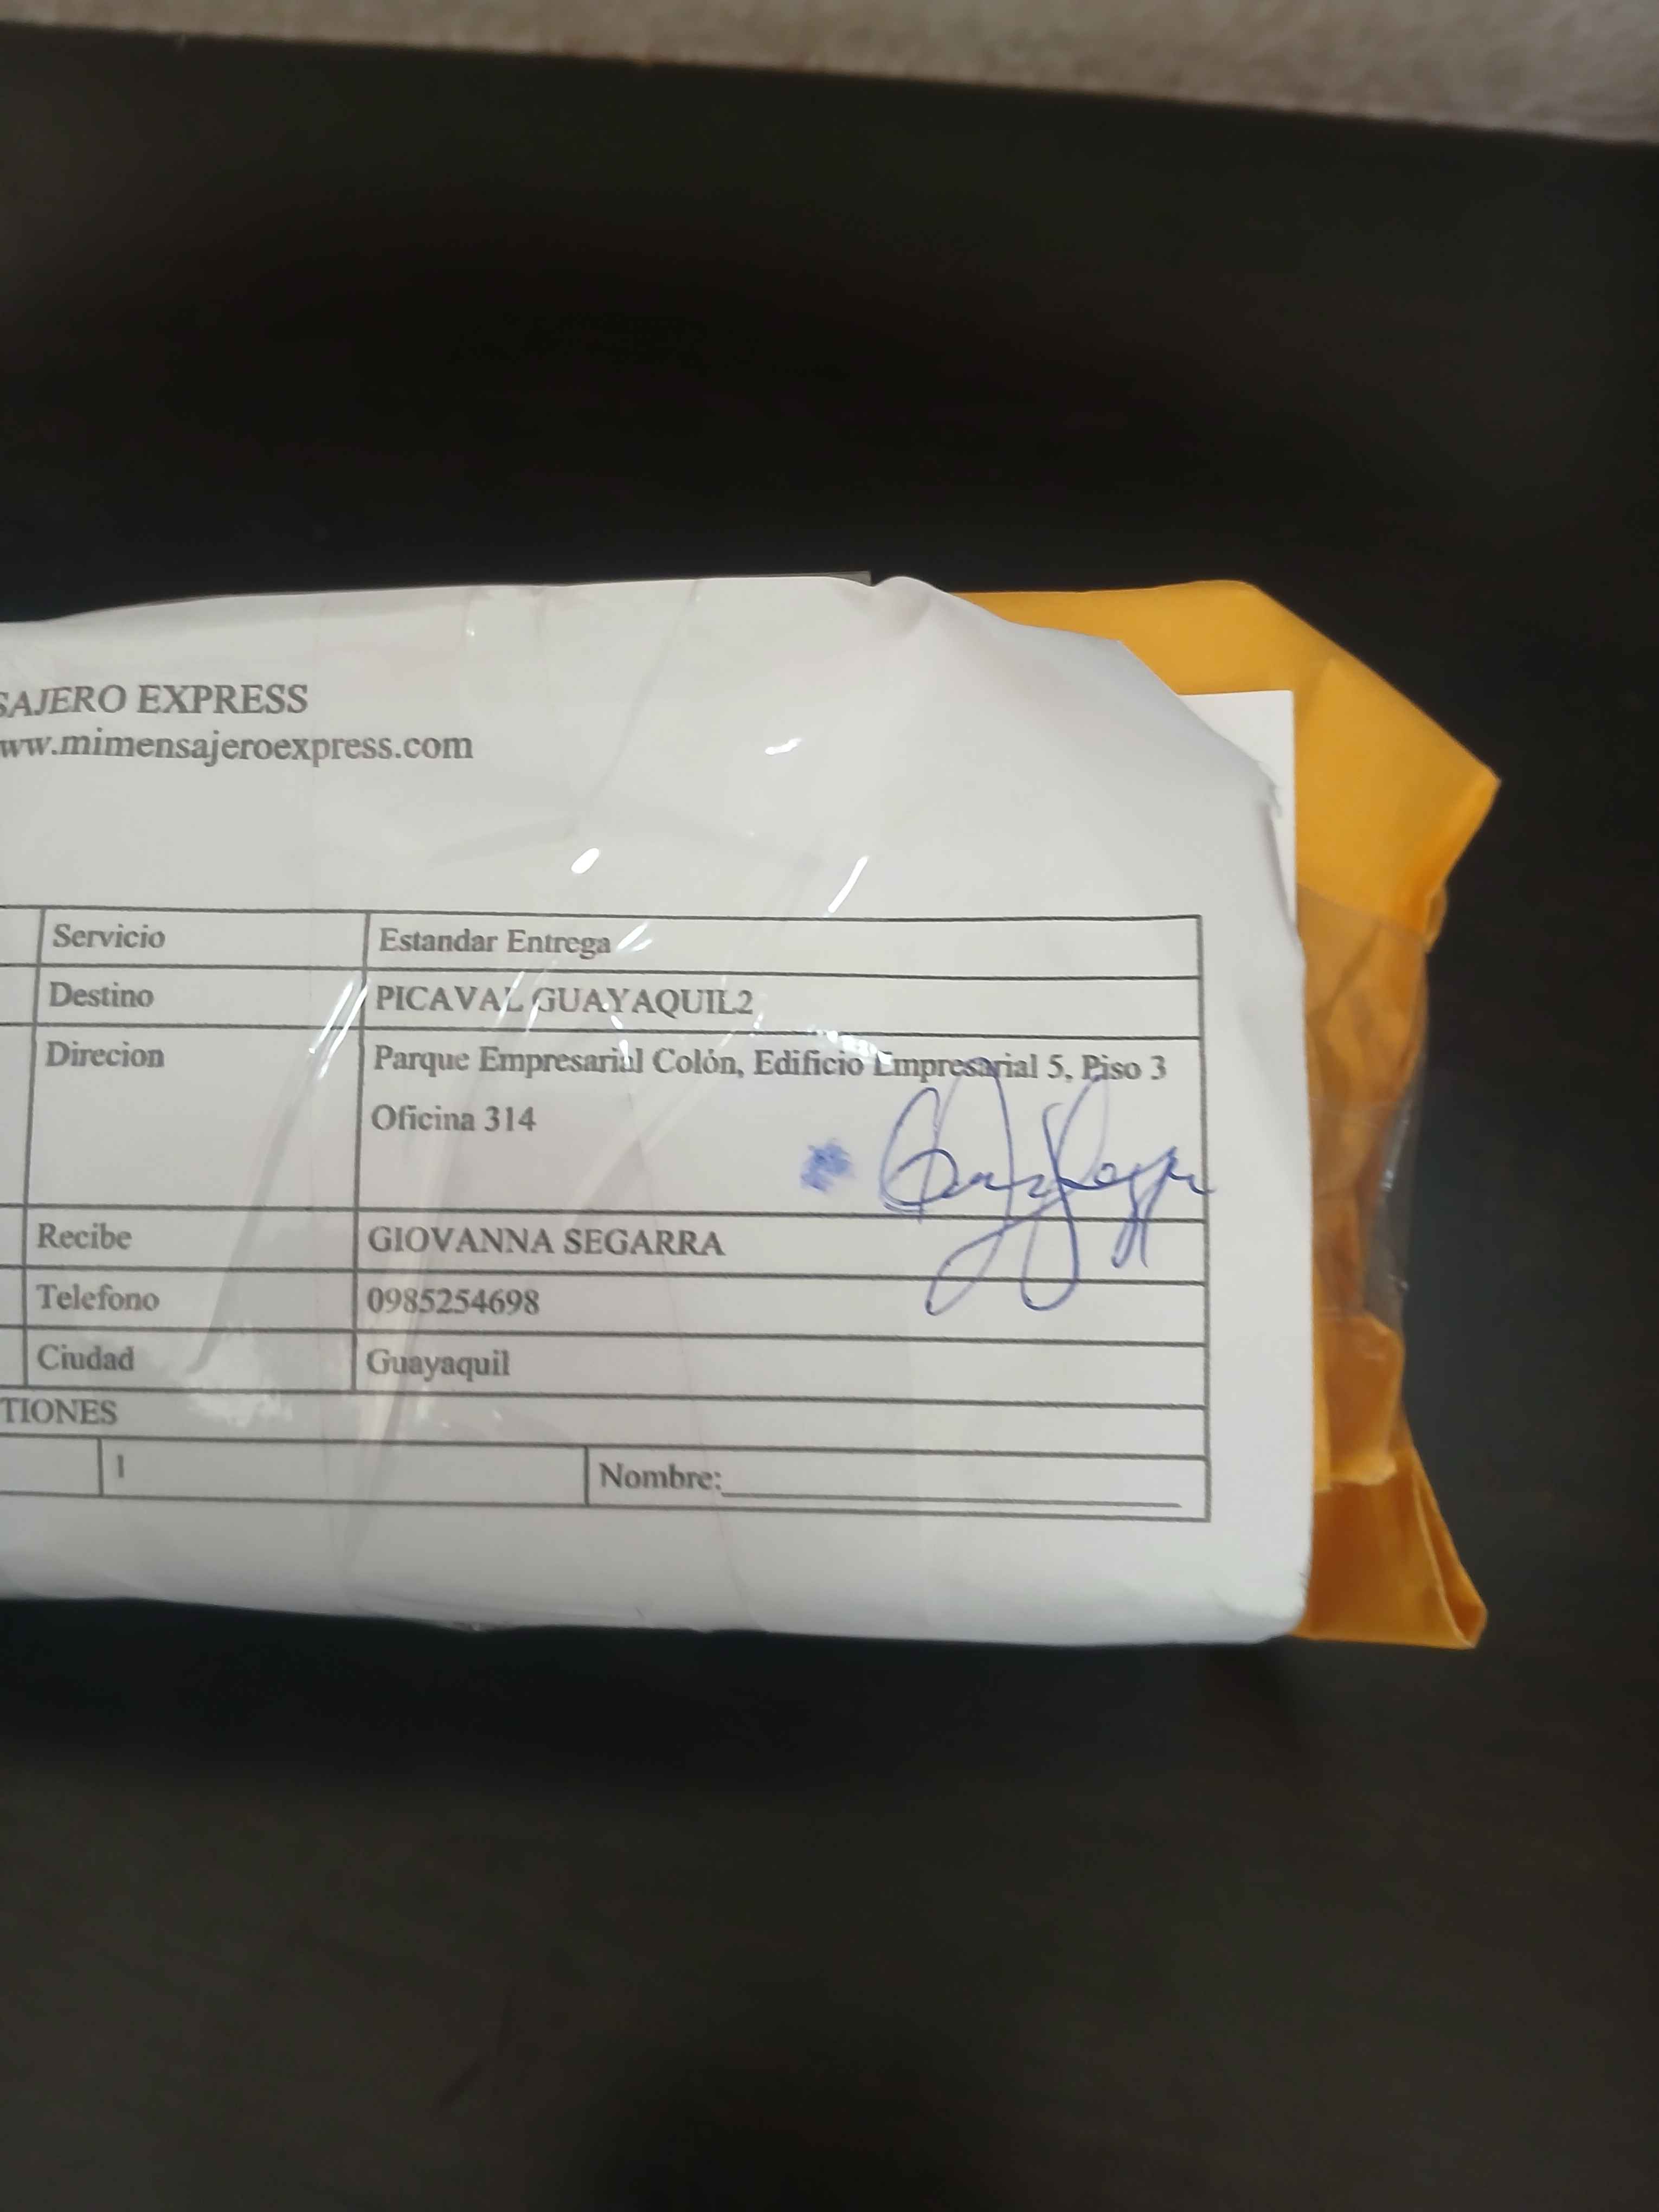 SAJERO EXPRESS
ww.mimensajeroexpress.com
Servicio Estandar Entrega
Destino PICAVAL GUAYAQUIL2
Direcion Parque Empresarial Colón, Edificio Empresarial 5, Piso 3
Oficina 314
Recibe GIOVANNA SEGARRA
Telefono 0985254698
Ciudad Guayaquil
TIONES
1 Nombre: